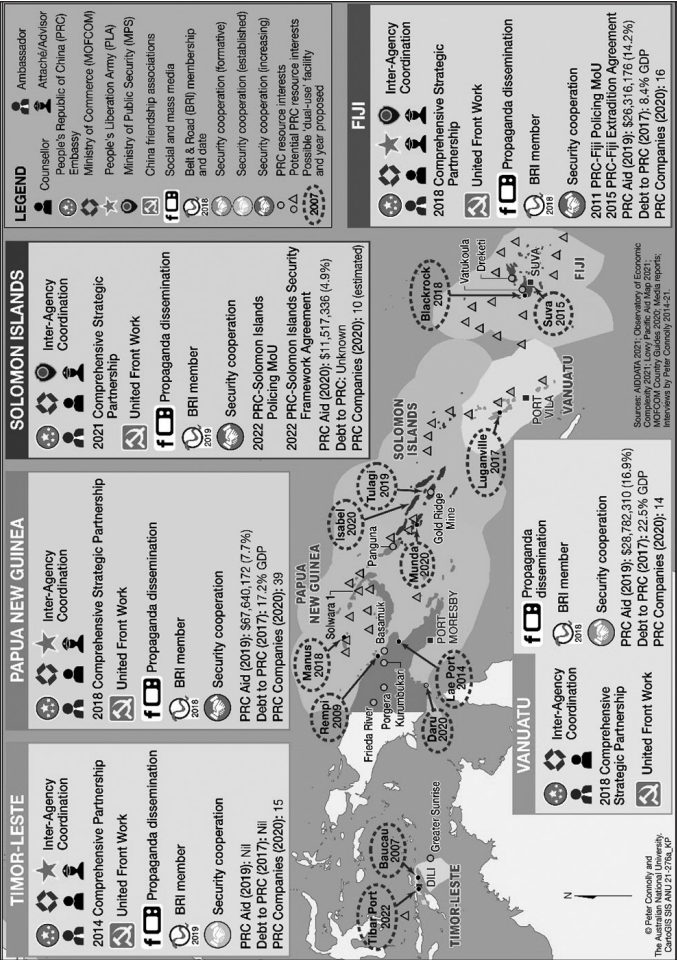 TIMOR-LESTE
Inter-Agency
Coordination
2014 Comprehensive Partnership
United Front Work
Propaganda dissemination
BRI member
2019
Security cooperation
PRC Aid (2019): Nil
Debt to PRC (2017): Nil
PRC Companies (2020): 15
PAPUA NEW GUINEA
Inter-Agency
Coordination
2018 Comprehensive Strategic Partnership
United Front Work
Propaganda dissemination
BRI member
2018
Security cooperation
PRC Aid (2019): $67,640,172 (7.7%)
Debt to PRC (2017): 17.2% GDP
PRC Companies (2020): 39
SOLOMON ISLANDS
Inter-Agency
Coordination
2021 Comprehensive Strategic
Partnership
United Front Work
Propaganda dissemination
BRI member
2019
Security cooperation
2022 PRC-Solomon Islands
Policing MoU
2022 PRC-Solomon Islands Security
Framework Agreement
PRC Aid (2020): $11,517,336 (4.9%)
Debt to PRC: Unknown
PRC Companies (2020): 10 (estimated)
LEGEND
Ambassador
Counsellor
Attaché/Advisor
People's Republic of China (PRC)
Embassy
Ministry of Commerce (MOFCOM)
People's Liberation Army (PLA)
Ministry of Public Security (MPS)
China friendship associations
Social and mass media
Belt & Road (BRI) membership
and date
2018
Security cooperation (formative)
Security cooperation (established)
Security cooperation (increasing)
PRC resource interests
Potential PRC resource interests
Possible 'dual-use' facility
and year proposed
2007
FIJI
Inter-Agency
Coordination
2018 Comprehensive Strategic
Partnership
United Front Work
Propaganda dissemination
BRI member
2018
Security cooperation
2011 PRC-Fiji Policing MoU
2015 PRC-Fiji Extradition Agreement
PRC Aid (2019): $26,316,176 (14.2%)
Debt to PRC (2017): 8.4% GDP
PRC Companies (2020): 16
VANUATU
Inter-Agency
Coordination
2018 Comprehensive
Strategic Partnership
United Front Work
Propaganda
dissemination
BRI member
2018
Security cooperation
PRC Aid (2019): $28,782,310 (16.9%)
Debt to PRC (2017): 22.5% GDP
PRC Companies (2020): 14
Tibar Port
2022
Baucau
2007
DILI
Greater Sunrise
TIMOR-LESTE
Rempi
2009
Manus
2018
PAPUA
NEW GUINEA
Solwara 1
Basamuk
Frieda River
Porgera
Kurumbukari
Daru
2020
Lae Port
2014
PORT
MORESBY
Panguna
Isabel
2020
Tulagi
2019
Munda
2020
Gold Ridge
Mine
SOLOMON
ISLANDS
Luganville
2017
PORT
VILA
VANUATU
Blackrock
2018
Vatukoula
Dreketi
SUVA
Suva
2015
FIJI
N
© Peter Connolly and
The Australian National University.
CartoGIS SIS ANU 21-276a_KP
Sources: AIDDATA 2021; Observatory of Economic
Complexity 2021; Lowy Pacific Aid Map 2021;
MOFCOM Country Guides 2020; Media reports;
Interviews by Peter Connolly 2014-21.